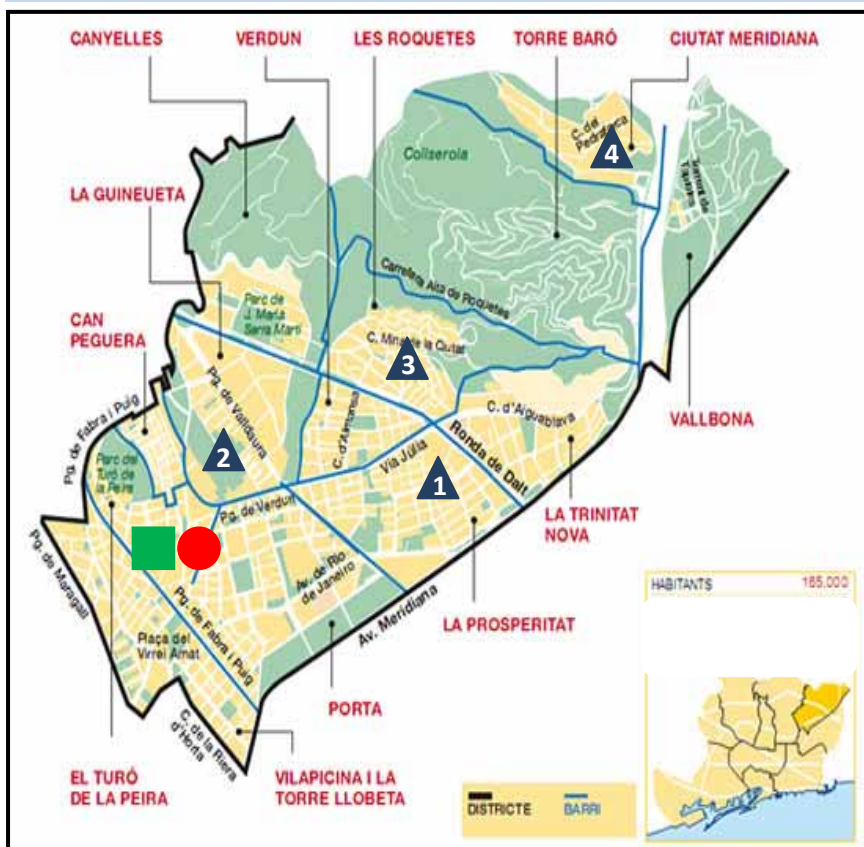 CANYELLES
VERDUN
LES ROQUETES
TORRE BARÓ
CIUTAT MERIDIANA
C. del
4
Collserola
LA GUINEUETA
Carretera Alta de Roquetes
Parc de
J. Maria
Serra Martí
CAN
PEGUERA
C. Mina de la Ciutat
3
VALLBONA
Pg. de Fabra i Puig
Pg. de Valldaura
C. d'Almansa
C. d'Aiguablava
Ronda de Dalt
Via Júlia
2
1
Parc del
Turó de
la Peira
Pg. de Verdun
LA TRINITAT
NOVA
Pg. de Maragall
Av. de Rio
de Janeiro
HABITANTS 165,000
Pg. de Fabra i Puig
Av. Meridiana
LA PROSPERITAT
Plaça del
Virrei Amat
PORTA
C. de la Riera
d'Horta
EL TURÓ
DE LA PEIRA
VILAPICINA I LA
TORRE LLOBETA
DISTRICTE
BARRI